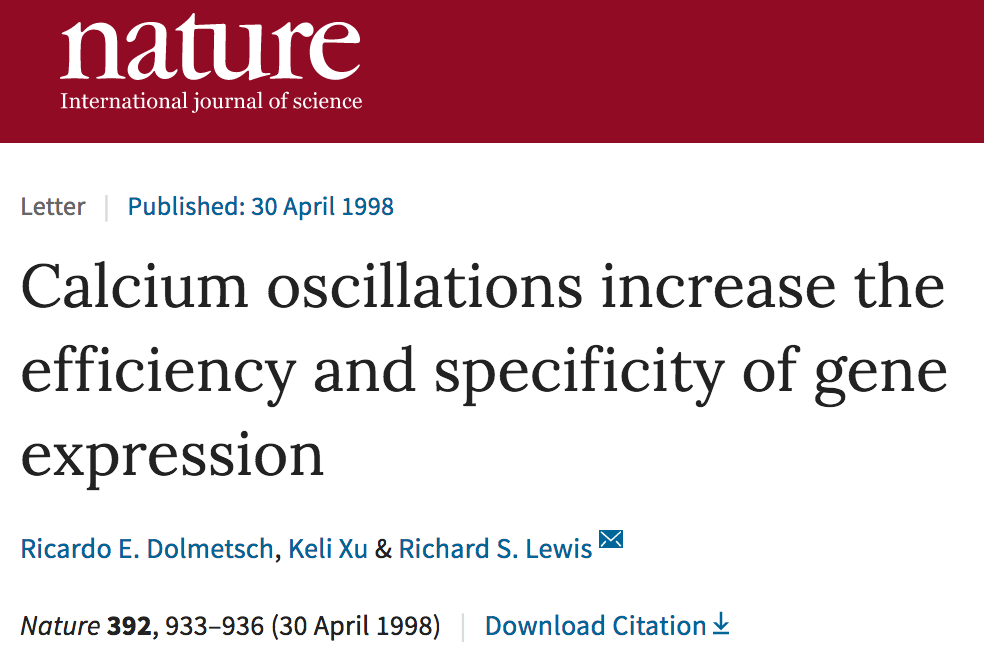 nature
International journal of science
Letter | Published: 30 April 1998
Calcium oscillations increase the
efficiency and specificity of gene
expression
Ricardo E. Dolmetsch, Keli Xu & Richard S. Lewis
Nature 392, 933–936 (30 April 1998) | Download Citation